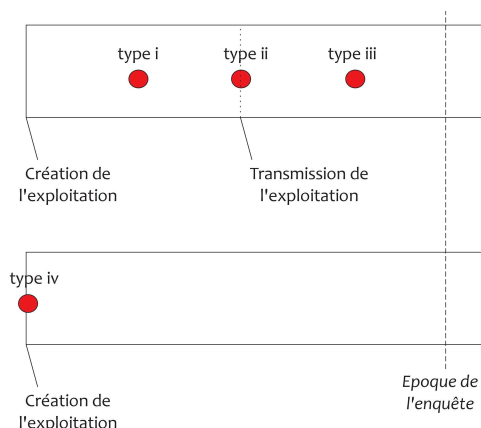 type i
type ii
type iii
Création de
l'exploitation
Transmission de
l'exploitation
type iv
Création de
l'exploitation
Epoque de
l'enquête